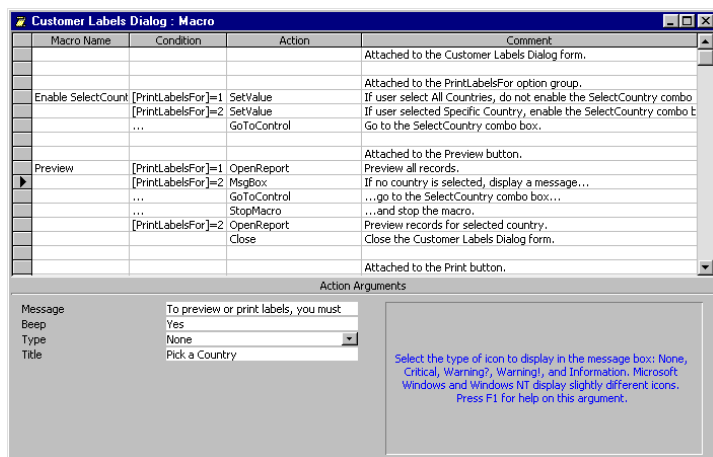 Customer Labels Dialog : Macro
Macro Name Condition Action Comment
Attached to the Customer Labels Dialog form.
Attached to the PrintLabelsFor option group.
Enable SelectCount [PrintLabelsFor]=1 SetValue If user select All Countries, do not enable the SelectCountry combo
[PrintLabelsFor]=2 SetValue If user selected Specific Country, enable the SelectCountry combo b
... GoToControl Go to the SelectCountry combo box.
Attached to the Preview button.
Preview [PrintLabelsFor]=1 OpenReport Preview all records.
[PrintLabelsFor]=2 MsgBox If no country is selected, display a message...
... GoToControl ...go to the SelectCountry combo box...
... StopMacro ...and stop the macro.
[PrintLabelsFor]=2 OpenReport Preview records for selected country.
Close Close the Customer Labels Dialog form.
Attached to the Print button.
Action Arguments
Message To preview or print labels, you must
Beep Yes
Type None
Title Pick a Country
Select the type of icon to display in the message box: None,
Critical, Warning?, Warning!, and Information. Microsoft
Windows and Windows NT display slightly different icons.
Press F1 for help on this argument.